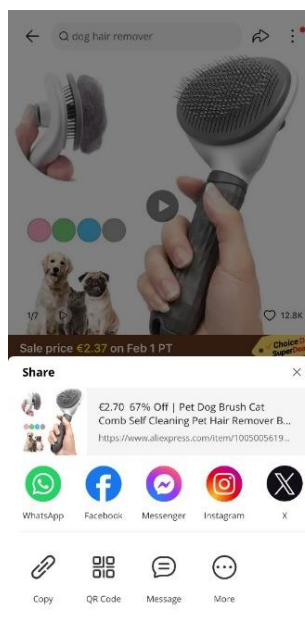 dog hair remover
1/7
12.8K
Sale price €2.37 on Feb 1 PT
Choice D
SuperDea
Share
€2.70 67% Off | Pet Dog Brush Cat
Comb Self Cleaning Pet Hair Remover B...
https://www.aliexpress.com/item/1005005619...
WhatsApp
Facebook
Messenger
Instagram
X
Copy
QR Code
Message
More